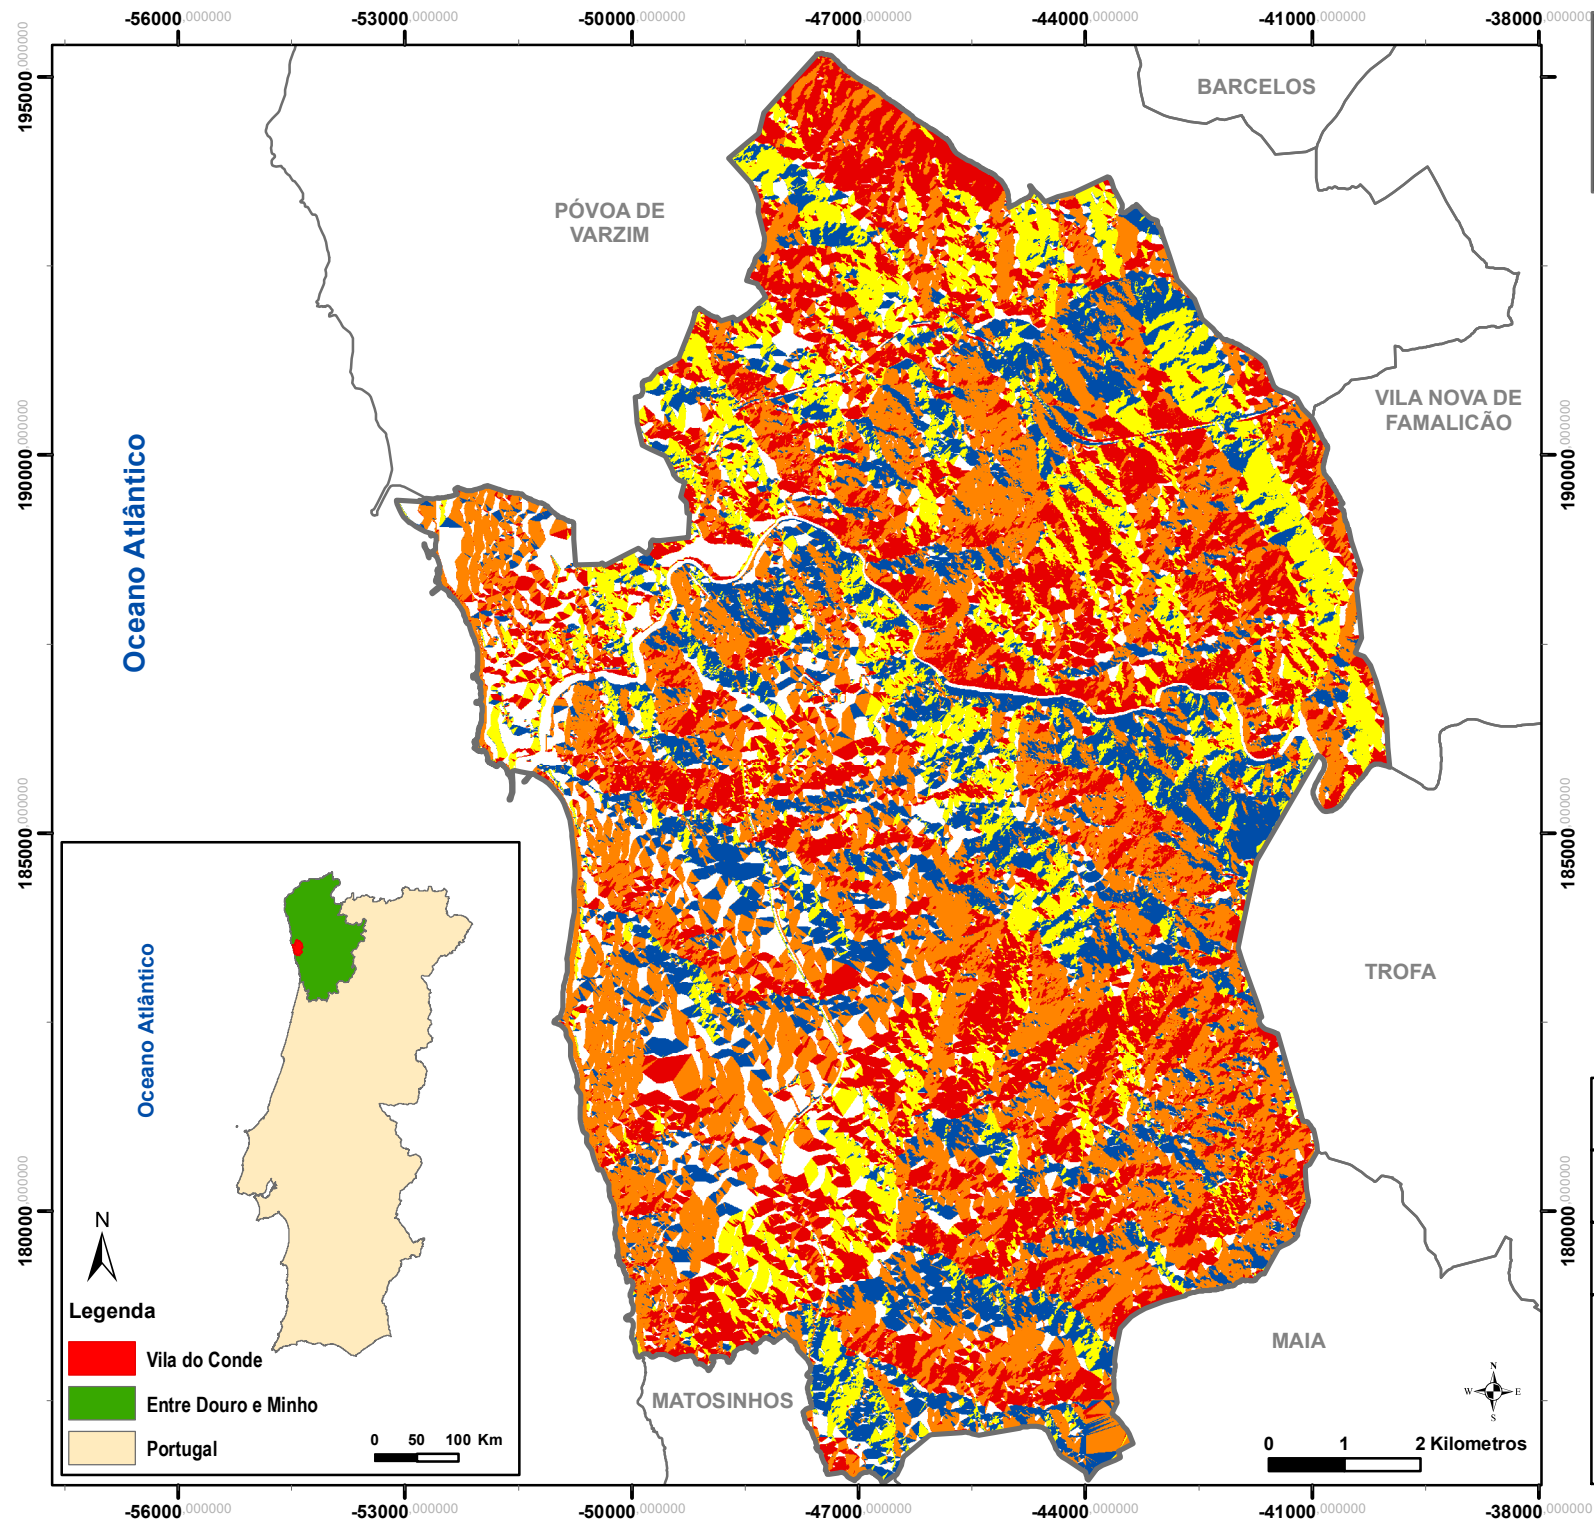 -56000,000000
-53000,000000
-50000,000000
-47000,000000
-44000,000000
-41000,000000
-38000,000000
195000,000000
190000,000000
185000,000000
180000,000000
BARCELOS
PÓVOA DE
VARZIM
VILA NOVA DE
FAMALICÃO
Oceano Atlântico
190000,000000
185000,000000
180000,000000
TROFA
MAIA
MATOSINHOS
Oceano Atlântico
N
Legenda
Vila do Conde
Entre Douro e Minho
Portugal
0 50 100 Km
N
W E
S
0 1 2 Kilometros
-56000,000000
-53000,000000
-50000,000000
-47000,000000
-44000,000000
-41000,000000
-38000,000000